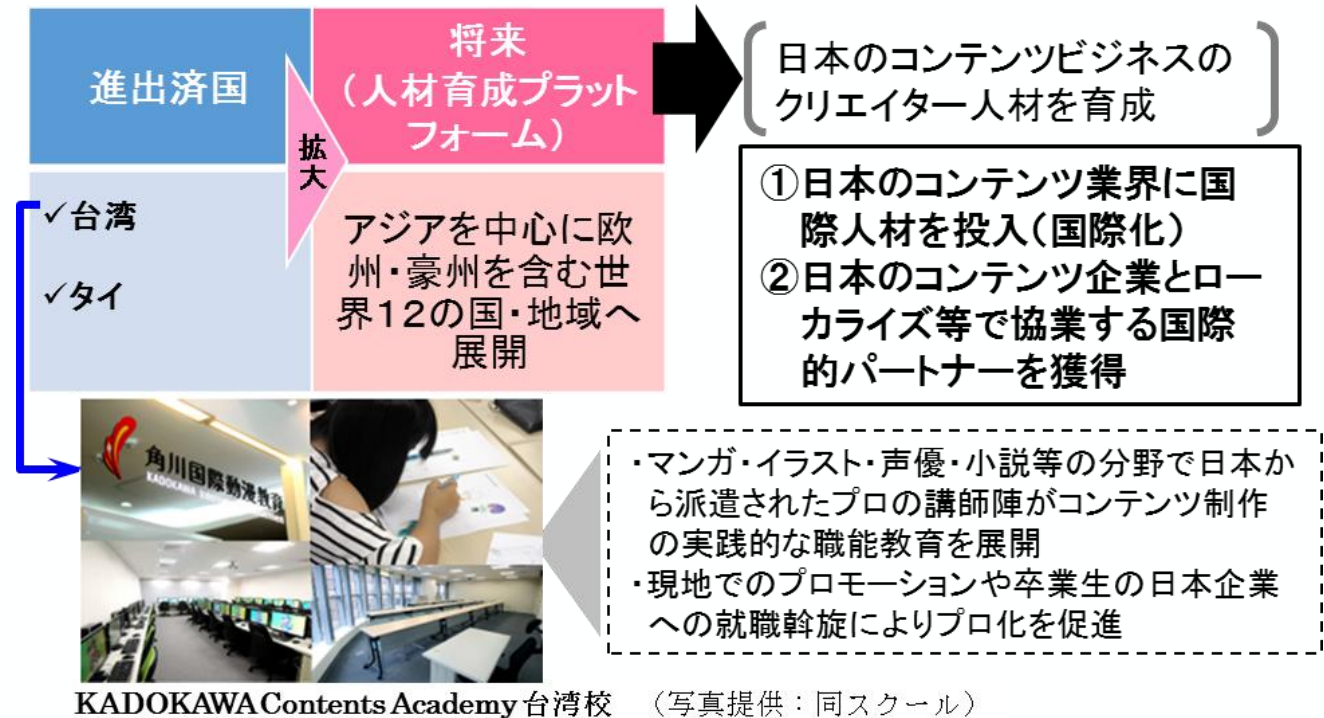 進出済国
拡大
将来
（人材育成プラット
フォーム）
日本のコンテンツビジネスの
クリエイター人材を育成
✓台湾
✓タイ
アジアを中心に欧
州・豪州を含む世
界１２の国・地域へ
展開
①日本のコンテンツ業界に国
際人材を投入（国際化）
②日本のコンテンツ企業とロー
カライズ等で協業する国際
的パートナーを獲得
角川国際動漫教育
KADOKAWA
・マンガ・イラスト・声優・小説等の分野で日本か
ら派遣されたプロの講師陣がコンテンツ制作
の実践的な職能教育を展開
・現地でのプロモーションや卒業生の日本企業
への就職斡旋によりプロ化を促進
KADOKAWA Contents Academy 台湾校　（写真提供：同スクール）